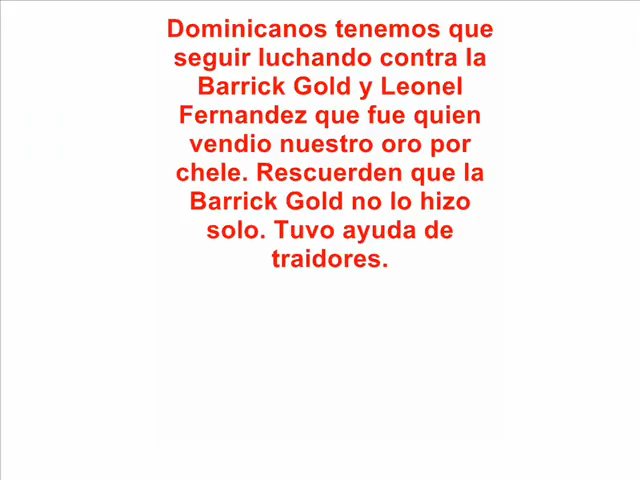 Dominicanos tenemos que
seguir luchando contra la
Barrick Gold y Leonel
Fernandez que fue quien
vendio nuestro oro por
chele. Rescuerden que la
Barrick Gold no lo hizo
solo. Tuvo ayuda de
traidores.